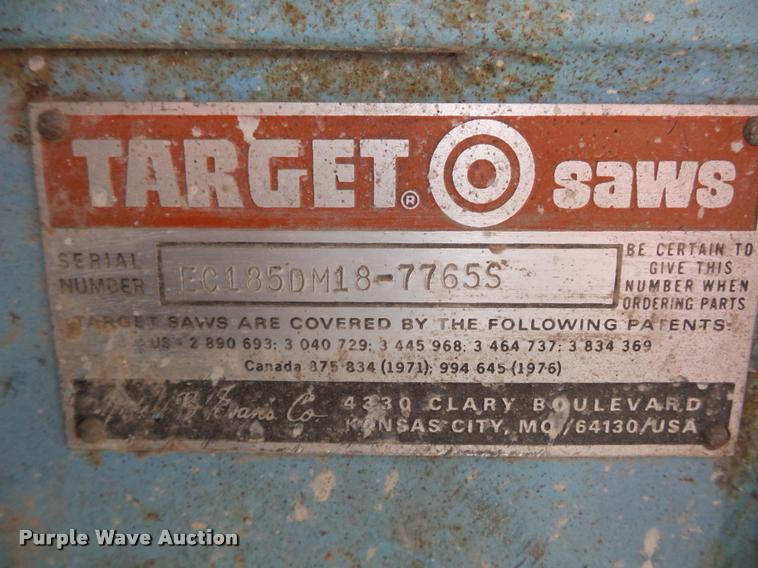 TARGET® saws
SERIAL NUMBER
EC185DM18-7765S
BE CERTAIN TO
GIVE THIS
NUMBER WHEN
ORDERING PARTS
TARGET SAWS ARE COVERED BY THE FOLLOWING PATENTS
US - 2 890 693; 3 040 729; 3 445 968; 3 464 737; 3 834 369
Canada 875 834 (1971); 994 645 (1976)
Evans Co
4330 CLARY BOULEVARD
KANSAS CITY, MO./64130/USA
Purple Wave Auction